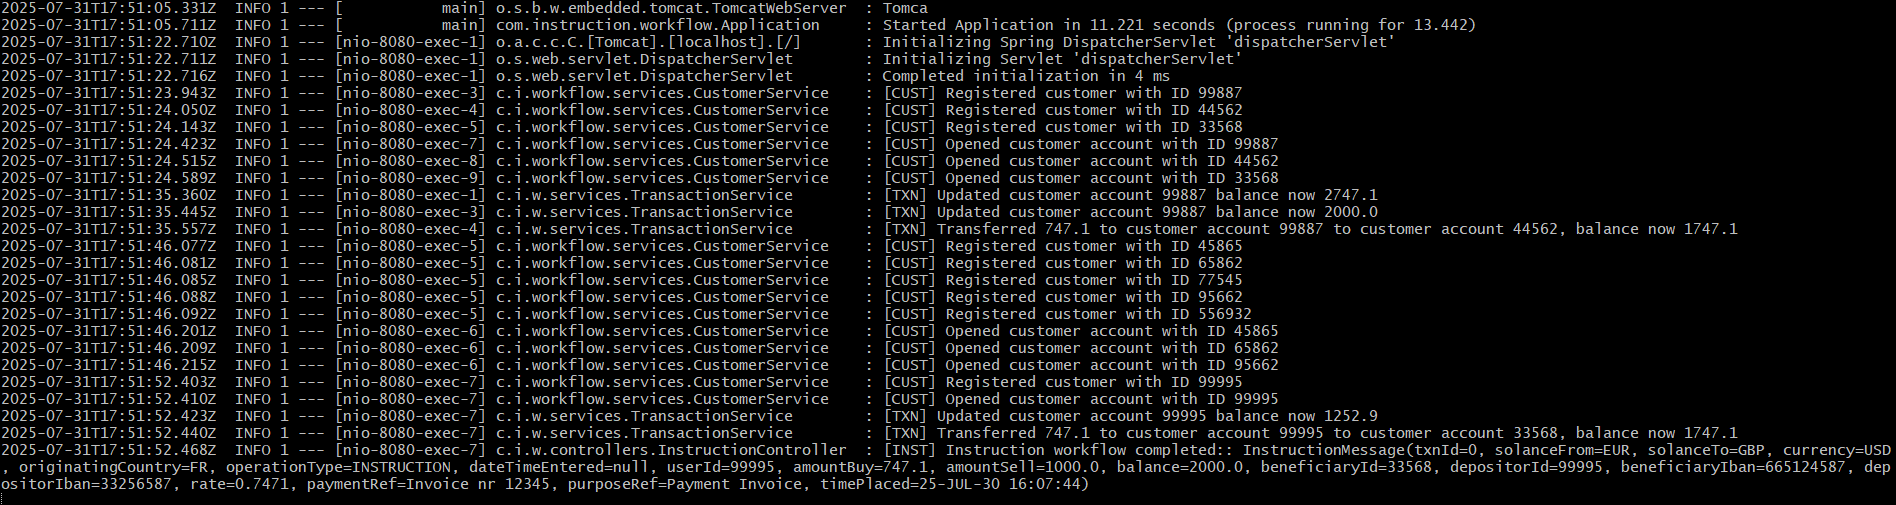 2025-07-31T17:51:05.331Z  INFO 1 --- [           main] o.s.b.w.embedded.tomcat.TomcatWebServer  : Tomca
2025-07-31T17:51:05.711Z  INFO 1 --- [           main] com.instruction.workflow.Application     : Started Application in 11.221 seconds (process running for 13.442)
2025-07-31T17:51:22.710Z  INFO 1 --- [nio-8080-exec-1] o.a.c.c.C.[Tomcat].[localhost].[/]       : Initializing Spring DispatcherServlet 'dispatcherServlet'
2025-07-31T17:51:22.711Z  INFO 1 --- [nio-8080-exec-1] o.s.web.servlet.DispatcherServlet        : Initializing Servlet 'dispatcherServlet'
2025-07-31T17:51:22.716Z  INFO 1 --- [nio-8080-exec-1] o.s.web.servlet.DispatcherServlet        : Completed initialization in 4 ms
2025-07-31T17:51:23.943Z  INFO 1 --- [nio-8080-exec-3] c.i.workflow.services.CustomerService    : [CUST] Registered customer with ID 99887
2025-07-31T17:51:24.050Z  INFO 1 --- [nio-8080-exec-4] c.i.workflow.services.CustomerService    : [CUST] Registered customer with ID 44562
2025-07-31T17:51:24.143Z  INFO 1 --- [nio-8080-exec-5] c.i.workflow.services.CustomerService    : [CUST] Registered customer with ID 33568
2025-07-31T17:51:24.423Z  INFO 1 --- [nio-8080-exec-7] c.i.workflow.services.CustomerService    : [CUST] Opened customer account with ID 99887
2025-07-31T17:51:24.515Z  INFO 1 --- [nio-8080-exec-8] c.i.workflow.services.CustomerService    : [CUST] Opened customer account with ID 44562
2025-07-31T17:51:24.589Z  INFO 1 --- [nio-8080-exec-9] c.i.workflow.services.CustomerService    : [CUST] Opened customer account with ID 33568
2025-07-31T17:51:35.360Z  INFO 1 --- [nio-8080-exec-1] c.i.w.services.TransactionService        : [TXN] Updated customer account 99887 balance now 2747.1
2025-07-31T17:51:35.445Z  INFO 1 --- [nio-8080-exec-3] c.i.w.services.TransactionService        : [TXN] Updated customer account 99887 balance now 2000.0
2025-07-31T17:51:35.557Z  INFO 1 --- [nio-8080-exec-4] c.i.w.services.TransactionService        : [TXN] Transferred 747.1 to customer account 99887 to customer account 44562, balance now 1747.1
2025-07-31T17:51:46.077Z  INFO 1 --- [nio-8080-exec-5] c.i.workflow.services.CustomerService    : [CUST] Registered customer with ID 45865
2025-07-31T17:51:46.081Z  INFO 1 --- [nio-8080-exec-5] c.i.workflow.services.CustomerService    : [CUST] Registered customer with ID 65862
2025-07-31T17:51:46.085Z  INFO 1 --- [nio-8080-exec-5] c.i.workflow.services.CustomerService    : [CUST] Registered customer with ID 77545
2025-07-31T17:51:46.088Z  INFO 1 --- [nio-8080-exec-5] c.i.workflow.services.CustomerService    : [CUST] Registered customer with ID 95662
2025-07-31T17:51:46.092Z  INFO 1 --- [nio-8080-exec-5] c.i.workflow.services.CustomerService    : [CUST] Registered customer with ID 556932
2025-07-31T17:51:46.201Z  INFO 1 --- [nio-8080-exec-6] c.i.workflow.services.CustomerService    : [CUST] Opened customer account with ID 45865
2025-07-31T17:51:46.209Z  INFO 1 --- [nio-8080-exec-6] c.i.workflow.services.CustomerService    : [CUST] Opened customer account with ID 65862
2025-07-31T17:51:46.215Z  INFO 1 --- [nio-8080-exec-6] c.i.workflow.services.CustomerService    : [CUST] Opened customer account with ID 95662
2025-07-31T17:51:52.403Z  INFO 1 --- [nio-8080-exec-7] c.i.workflow.services.CustomerService    : [CUST] Registered customer with ID 99995
2025-07-31T17:51:52.410Z  INFO 1 --- [nio-8080-exec-7] c.i.workflow.services.CustomerService    : [CUST] Opened customer account with ID 99995
2025-07-31T17:51:52.423Z  INFO 1 --- [nio-8080-exec-7] c.i.w.services.TransactionService        : [TXN] Updated customer account 99995 balance now 1252.9
2025-07-31T17:51:52.440Z  INFO 1 --- [nio-8080-exec-7] c.i.w.services.TransactionService        : [TXN] Transferred 747.1 to customer account 99995 to customer account 33568, balance now 1747.1
2025-07-31T17:51:52.468Z  INFO 1 --- [nio-8080-exec-7] c.i.w.controllers.InstructionController  : [INST] Instruction workflow completed:: InstructionMessage(txnId=0, solanceFrom=EUR, solanceTo=GBP, currency=USD
, originatingCountry=FR, operationType=INSTRUCTION, dateTimeEntered=null, userId=99995, amountBuy=747.1, amountSell=1000.0, balance=2000.0, beneficiaryId=33568, depositorId=99995, beneficiaryIban=665124587, dep
ositorIban=33256587, rate=0.7471, paymentRef=Invoice nr 12345, purposeRef=Payment Invoice, timePlaced=25-JUL-30 16:07:44)